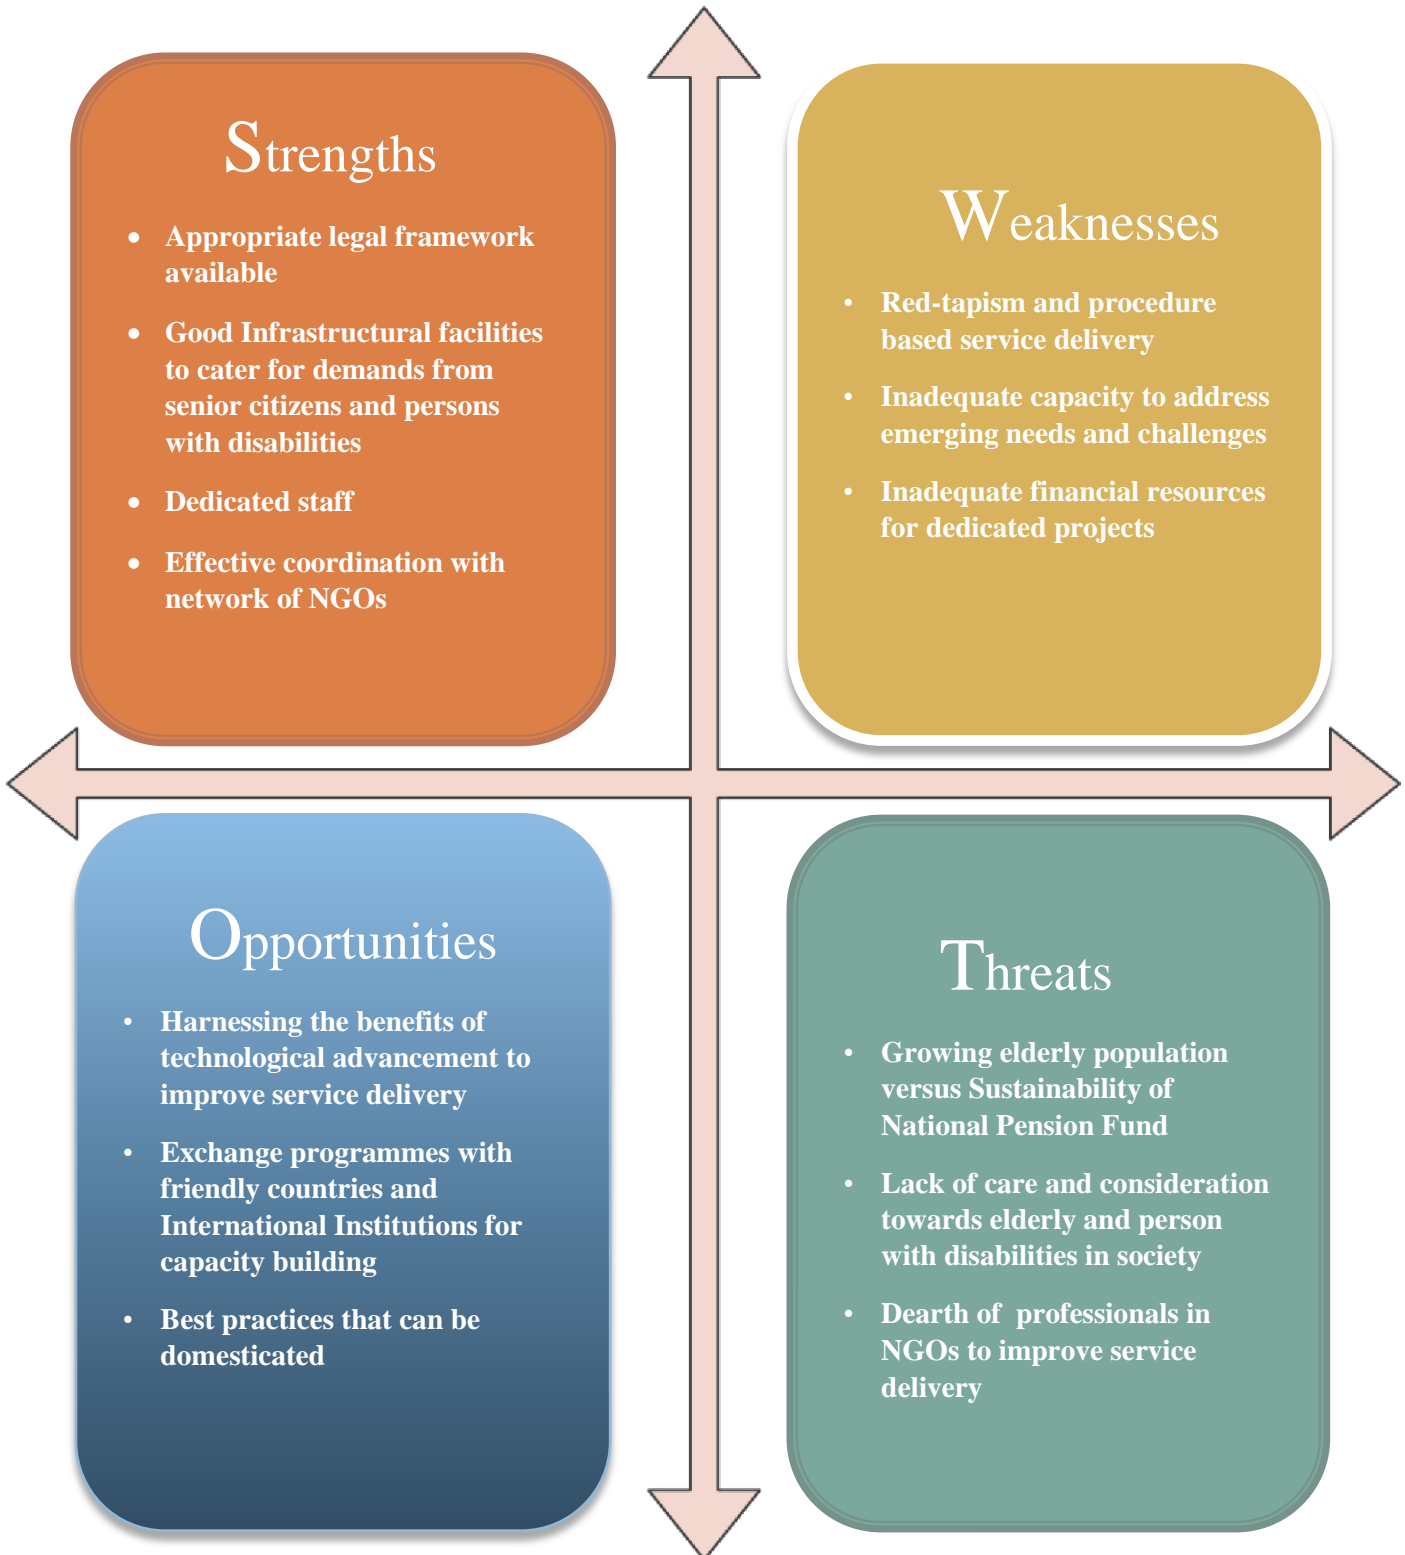 Strengths
• Appropriate legal framework
available
• Good Infrastructural facilities
to cater for demands from
senior citizens and persons
with disabilities
• Dedicated staff
• Effective coordination with
network of NGOs
Weaknesses
• Red-tapism and procedure
based service delivery
• Inadequate capacity to address
emerging needs and challenges
• Inadequate financial resources
for dedicated projects
Opportunities
• Harnessing the benefits of
technological advancement to
improve service delivery
• Exchange programmes with
friendly countries and
International Institutions for
capacity building
• Best practices that can be
domesticated
Threats
• Growing elderly population
versus Sustainability of
National Pension Fund
• Lack of care and consideration
towards elderly and person
with disabilities in society
• Dearth of  professionals in
NGOs to improve service
delivery